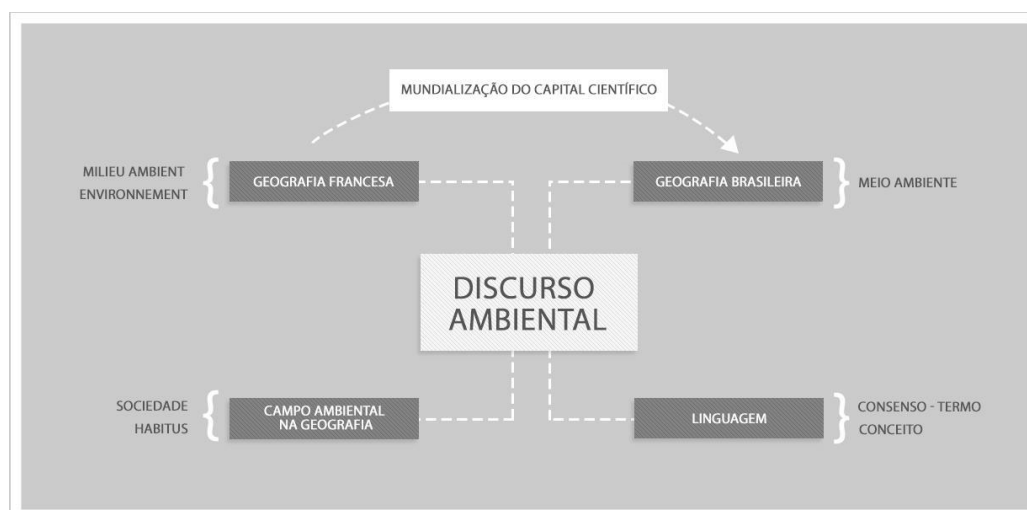 MUNDIALIZAÇÃO DO CAPITAL CIENTÍFICO
MILIEU AMBIENT
ENVIRONNEMENT
GEOGRAFIA FRANCESA
GEOGRAFIA BRASILEIRA
MEIO AMBIENTE
DISCURSO
AMBIENTAL
SOCIEDADE
HABITUS
CAMPO AMBIENTAL
NA GEOGRAFIA
LINGUAGEM
CONSENSO - TERMO
CONCEITO